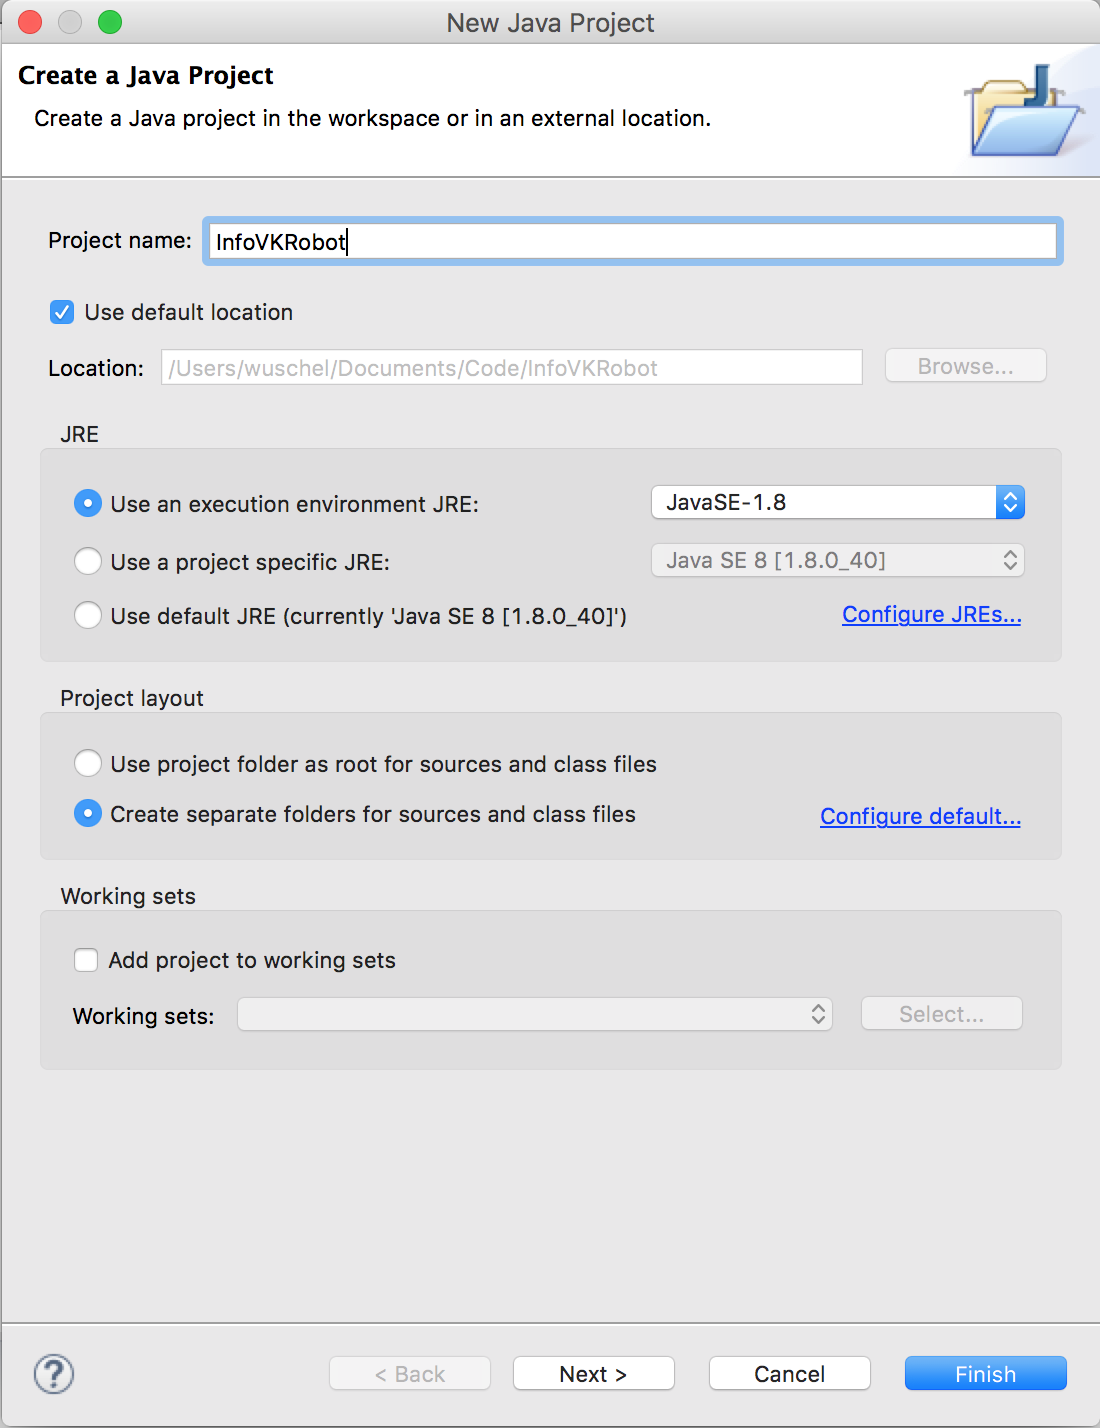 New Java Project
Create a Java Project
Create a Java project in the workspace or in an external location.
Project name: InfoVKRobot
Use default location
Location: /Users/wuschel/Documents/Code/InfoVKRobot Browse...
JRE
Use an execution environment JRE: JavaSE-1.8
Use a project specific JRE: Java SE 8 [1.8.0_40]
Use default JRE (currently 'Java SE 8 [1.8.0_40]') Configure JREs...
Project layout
Use project folder as root for sources and class files
Create separate folders for sources and class files Configure default...
Working sets
Add project to working sets
Working sets: Select...
? < Back Next > Cancel Finish